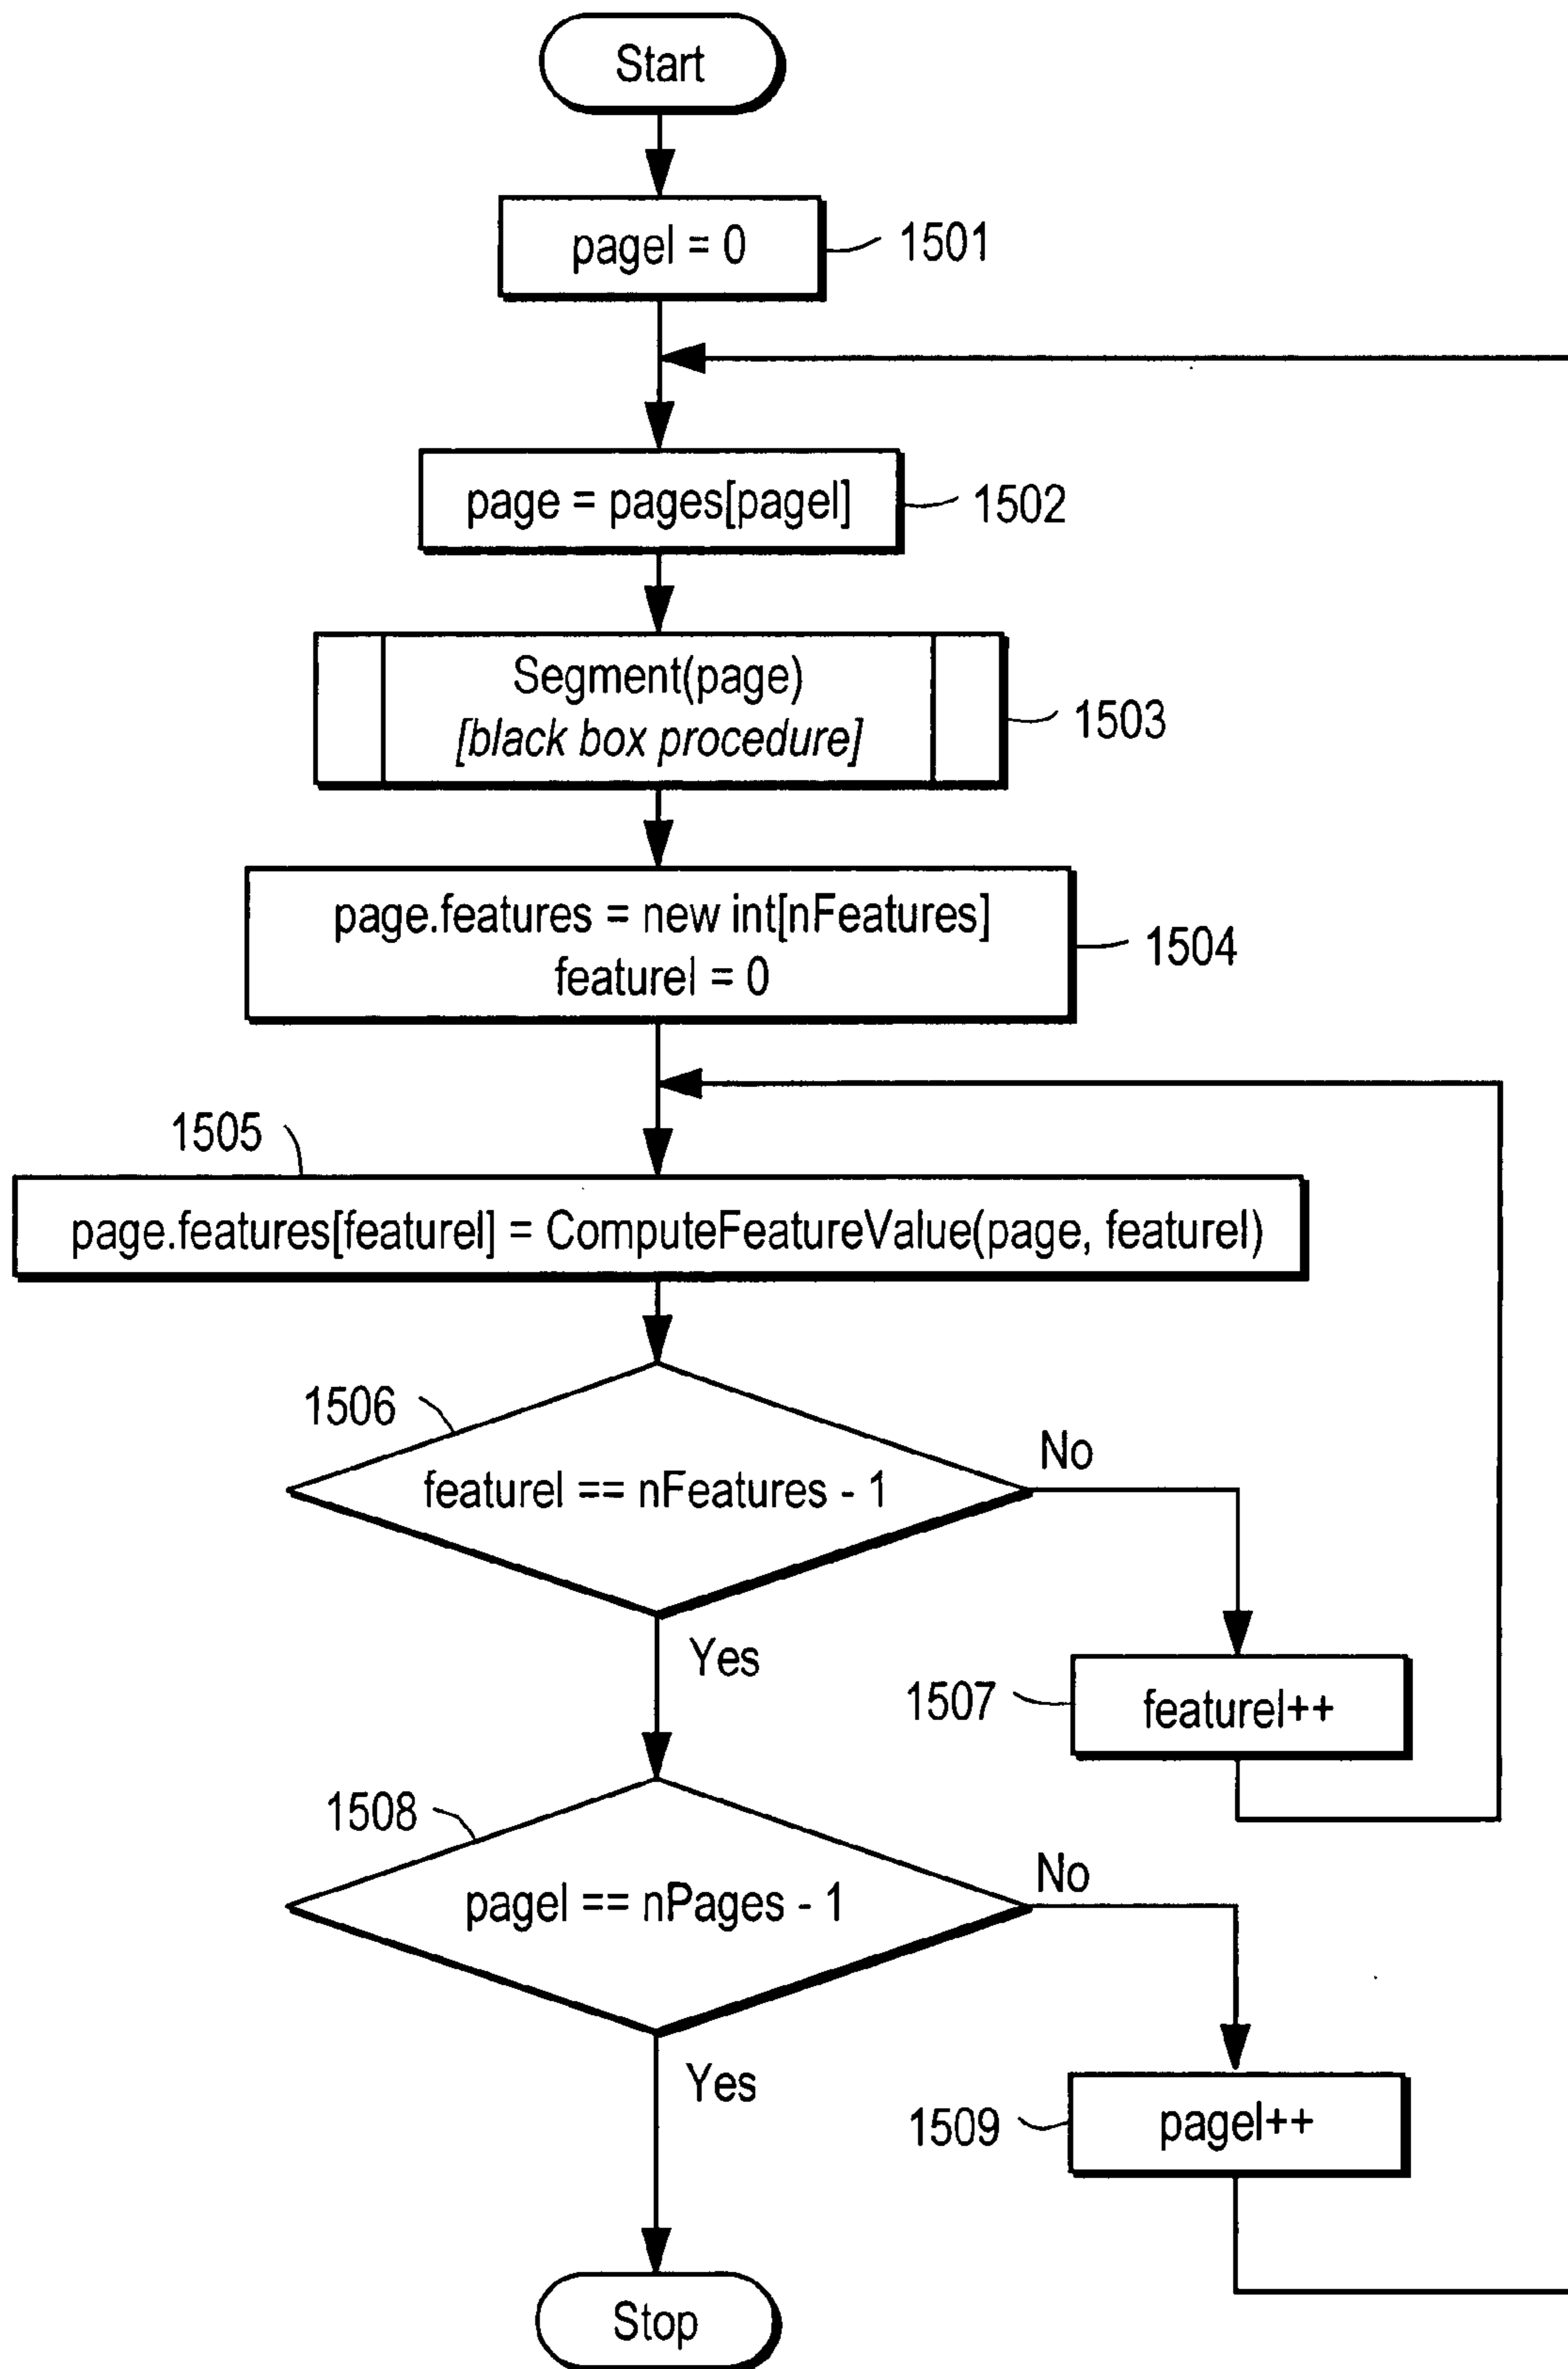 Start
pageI = 0
1501
page = pages[pageI]
1502
Segment(page)
[black box procedure]
1503
page.features = new int[nFeatures]
featureI = 0
1504
1505
page.features[featureI] = ComputeFeatureValue(page, featureI)
1506
featureI == nFeatures - 1
No
Yes
1507
featureI++
1508
pageI == nPages - 1
No
Yes
1509
pageI++
Stop